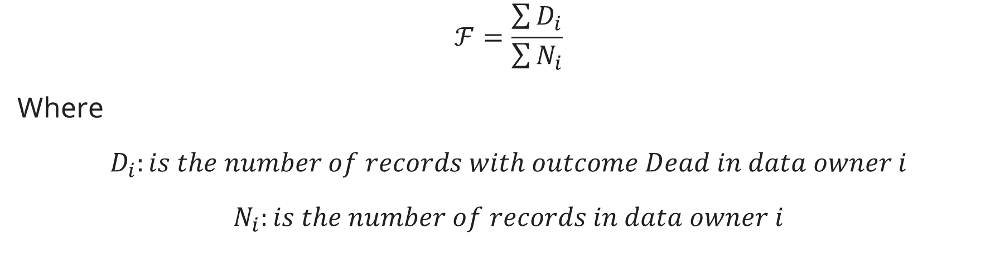 ℱ = ∑ D_i / ∑ N_i
Where
D_i: is the number of records with outcome Dead in data owner i
N_i: is the number of records in data owner i